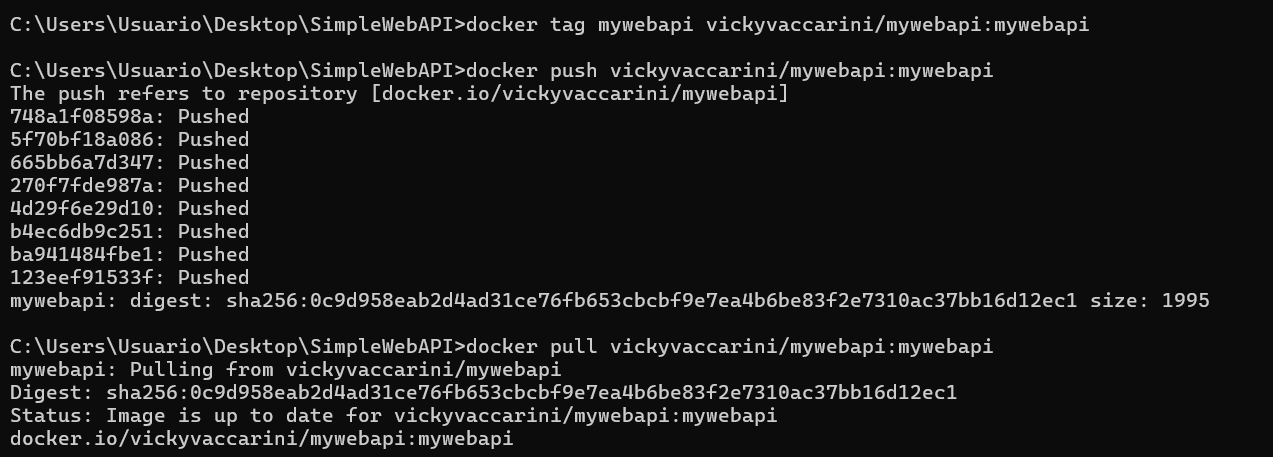 C:\Users\Usuario\Desktop\SimpleWebAPI>docker tag mywebapi vickyvaccarini/mywebapi:mywebapi
C:\Users\Usuario\Desktop\SimpleWebAPI>docker push vickyvaccarini/mywebapi:mywebapi
The push refers to repository [docker.io/vickyvaccarini/mywebapi]
748a1f08598a: Pushed
5f70bf18a086: Pushed
665bb6a7d347: Pushed
270f7fde987a: Pushed
4d29f6e29d10: Pushed
b4ec6db9c251: Pushed
ba941484fbe1: Pushed
123eef91533f: Pushed
mywebapi: digest: sha256:0c9d958eab2d4ad31ce76fb653cbcbf9e7ea4b6be83f2e7310ac37bb16d12ec1 size: 1995
C:\Users\Usuario\Desktop\SimpleWebAPI>docker pull vickyvaccarini/mywebapi:mywebapi
mywebapi: Pulling from vickyvaccarini/mywebapi
Digest: sha256:0c9d958eab2d4ad31ce76fb653cbcbf9e7ea4b6be83f2e7310ac37bb16d12ec1
Status: Image is up to date for vickyvaccarini/mywebapi:mywebapi
docker.io/vickyvaccarini/mywebapi:mywebapi